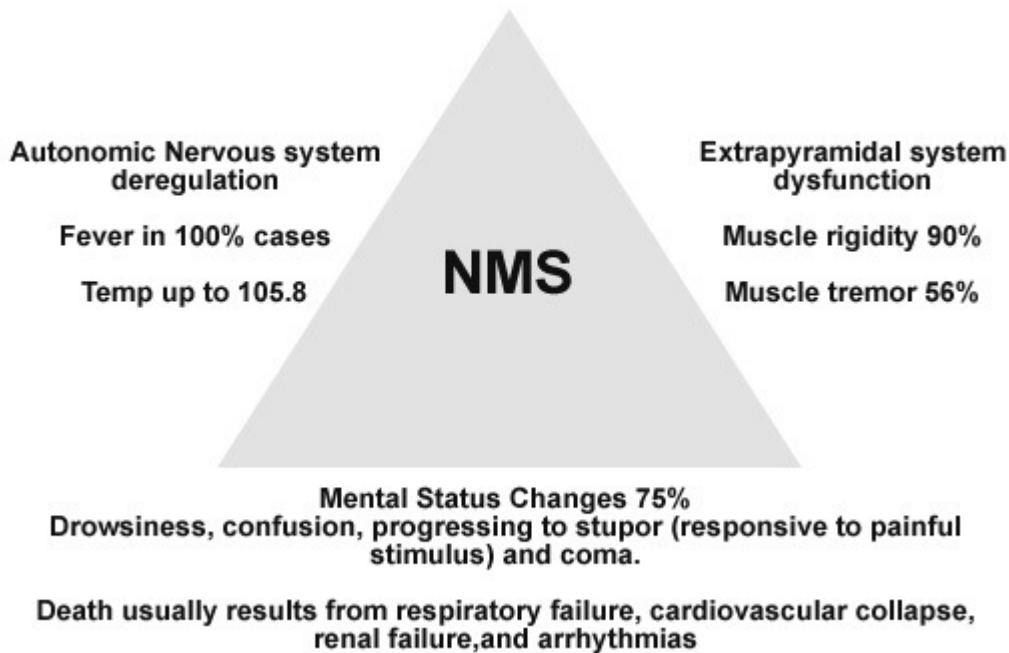 Autonomic Nervous system
deregulation
Fever in 100% cases
Temp up to 105.8
NMS
Extrapyramidal system
dysfunction
Muscle rigidity 90%
Muscle tremor 56%
Mental Status Changes 75%
Drowsiness, confusion, progressing to stupor (responsive to painful
stimulus) and coma.
Death usually results from respiratory failure, cardiovascular collapse,
renal failure,and arrhythmias